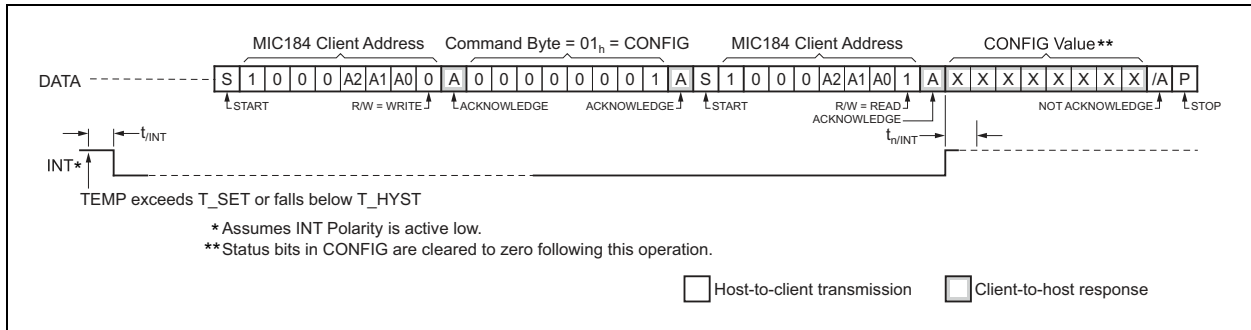 MIC184 Client Address Command Byte = 01h = CONFIG MIC184 Client Address CONFIG Value**
DATA S 1 0 0 0 A2 A1 A0 0 A 0 0 0 0 0 0 0 1 A S 1 0 0 0 A2 A1 A0 1 A X X X X X X X X /A P
START R/W = WRITE ACKNOWLEDGE ACKNOWLEDGE START R/W = READ NOT ACKNOWLEDGE STOP
ACKNOWLEDGE
t/INT tn/INT
INT*
TEMP exceeds T_SET or falls below T_HYST
*Assumes INT Polarity is active low.
**Status bits in CONFIG are cleared to zero following this operation.
Host-to-client transmission Client-to-host response